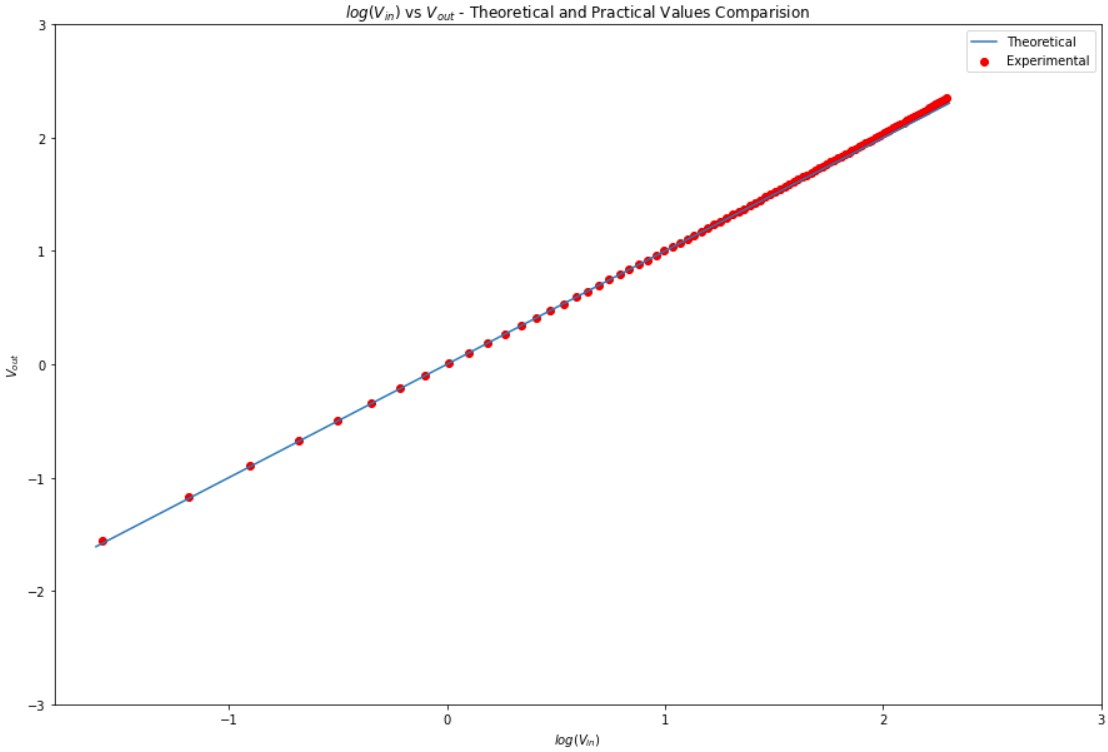 log(V_in) vs V_out - Theoretical and Practical Values Comparision
Theoretical
Experimental
3
2
1
0
−1
−2
−3
V_out
−1 0 1 2 3
log(V_in)